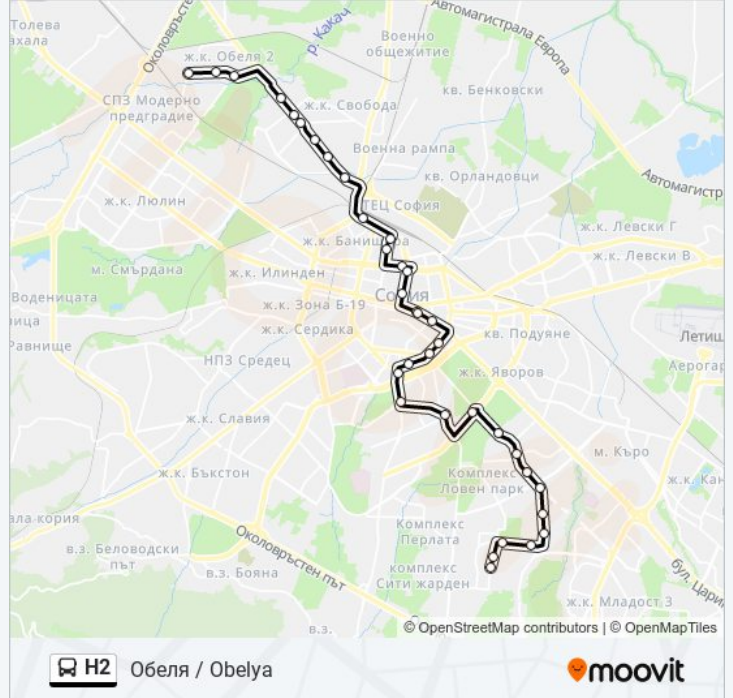 Толева
ахала
Околовръстен
р. Какач
Военно
общежитие
Автомагистрала Европа
ж.к. Обеля 2
СПЗ Модерно
предградие
ж.к. Свобода
кв. Бенковски
Военна рампа
кв. Орландовци
Автомагистр
ж.к. Люлин
ТЕЦ София
ж.к. Левски Г
ж.к. Банишора
ж.к. Левски В
м. Смърдана
ж.к. Илинден
Воденицата
ж.к. Зона Б-19
София
ица
ж.к. Сердика
кв. Подуяне
Равнище
Летищ
НПЗ Средец
Аерогар
ж.к. Яворов
ж.к. Славия
м. Къро
ж.к. Бъкстон
Комплекс
Ловен парк
ж.к. Кан
ала кория
Комплекс
Перлата
Околовръстен път
в.з. Беловодски
път
в.з. Бояна
комплекс
Сити жарден
бул. Цари
ж.к. Младост 3
в.з.
© OpenStreetMap contributors | © OpenMapTiles
H2 Обеля / Obelya
moovit